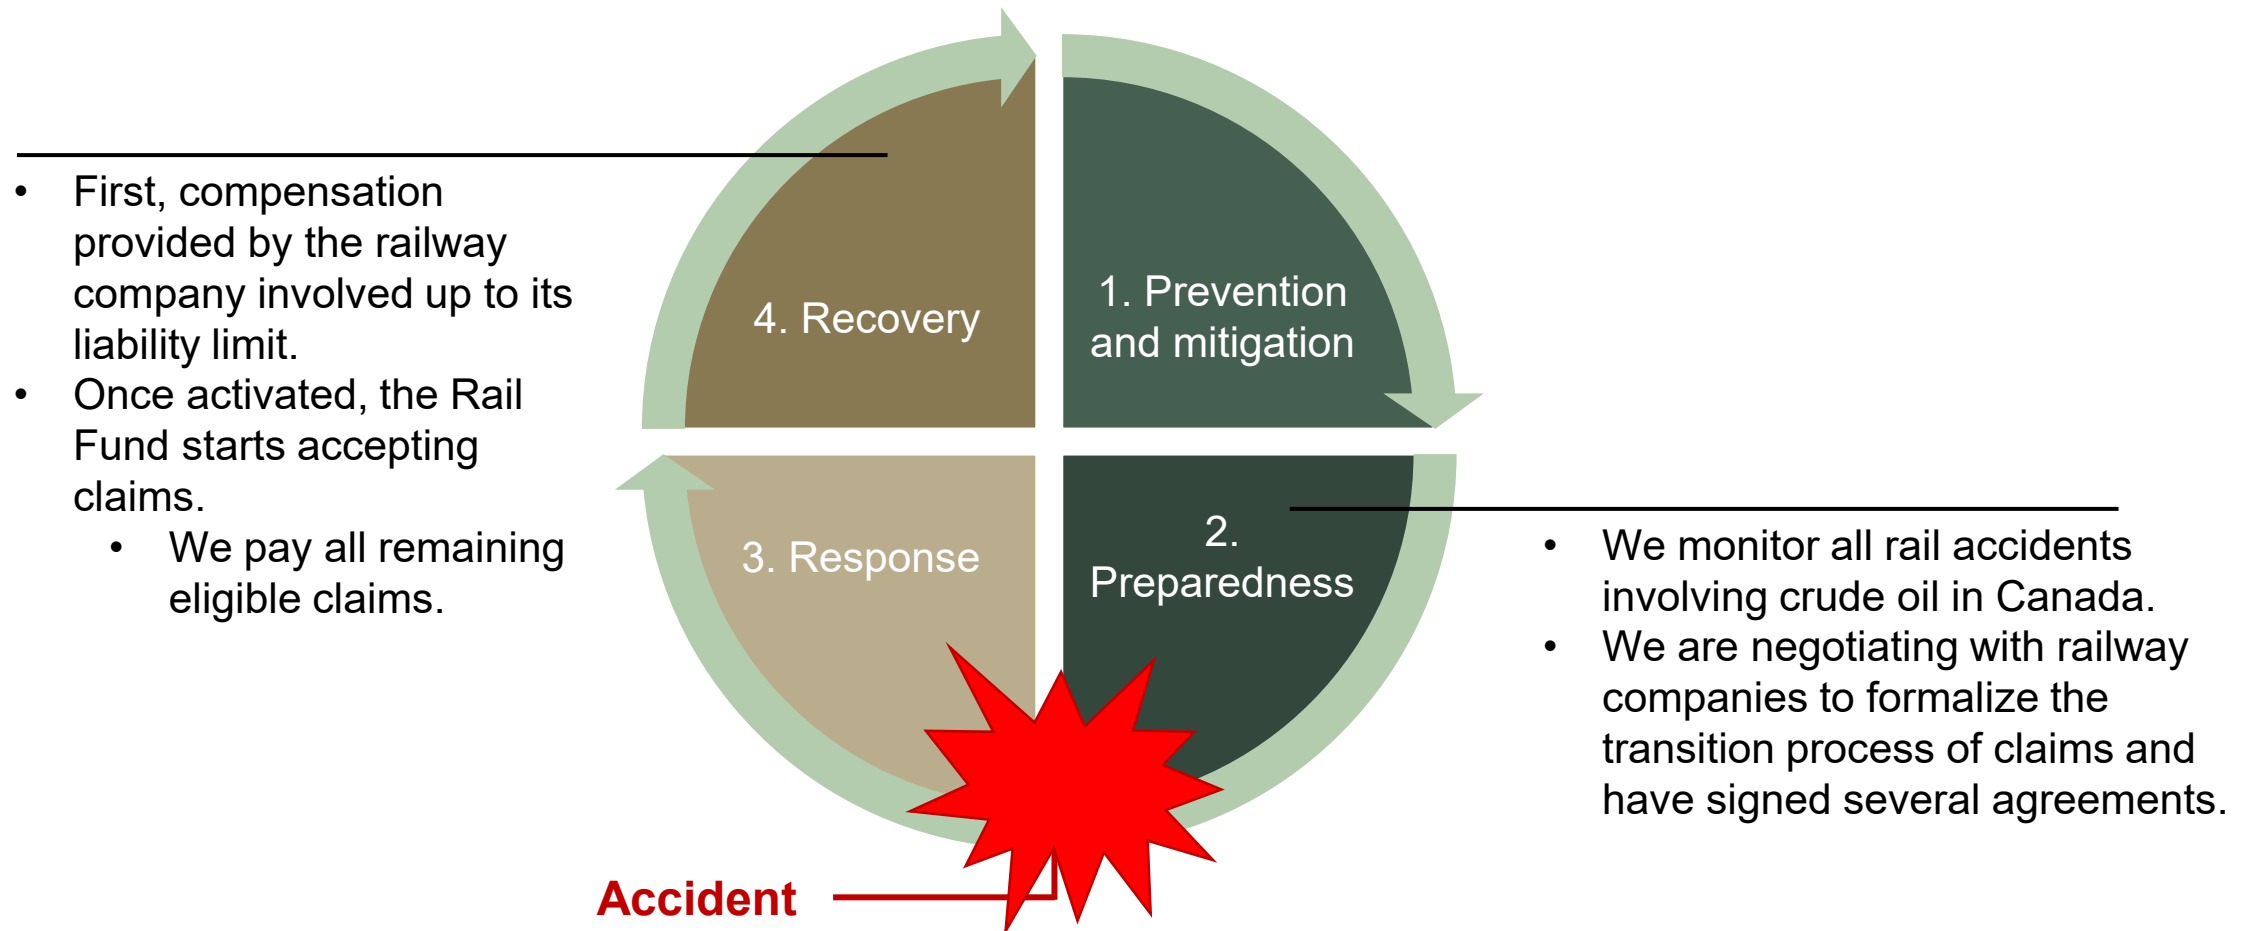 • First, compensation
provided by the railway
company involved up to its
liability limit.
• Once activated, the Rail
Fund starts accepting
claims.
• We pay all remaining
eligible claims.
4. Recovery
1. Prevention
and mitigation
3. Response
2.
Preparedness
• We monitor all rail accidents
involving crude oil in Canada.
• We are negotiating with railway
companies to formalize the
transition process of claims and
have signed several agreements.
Accident